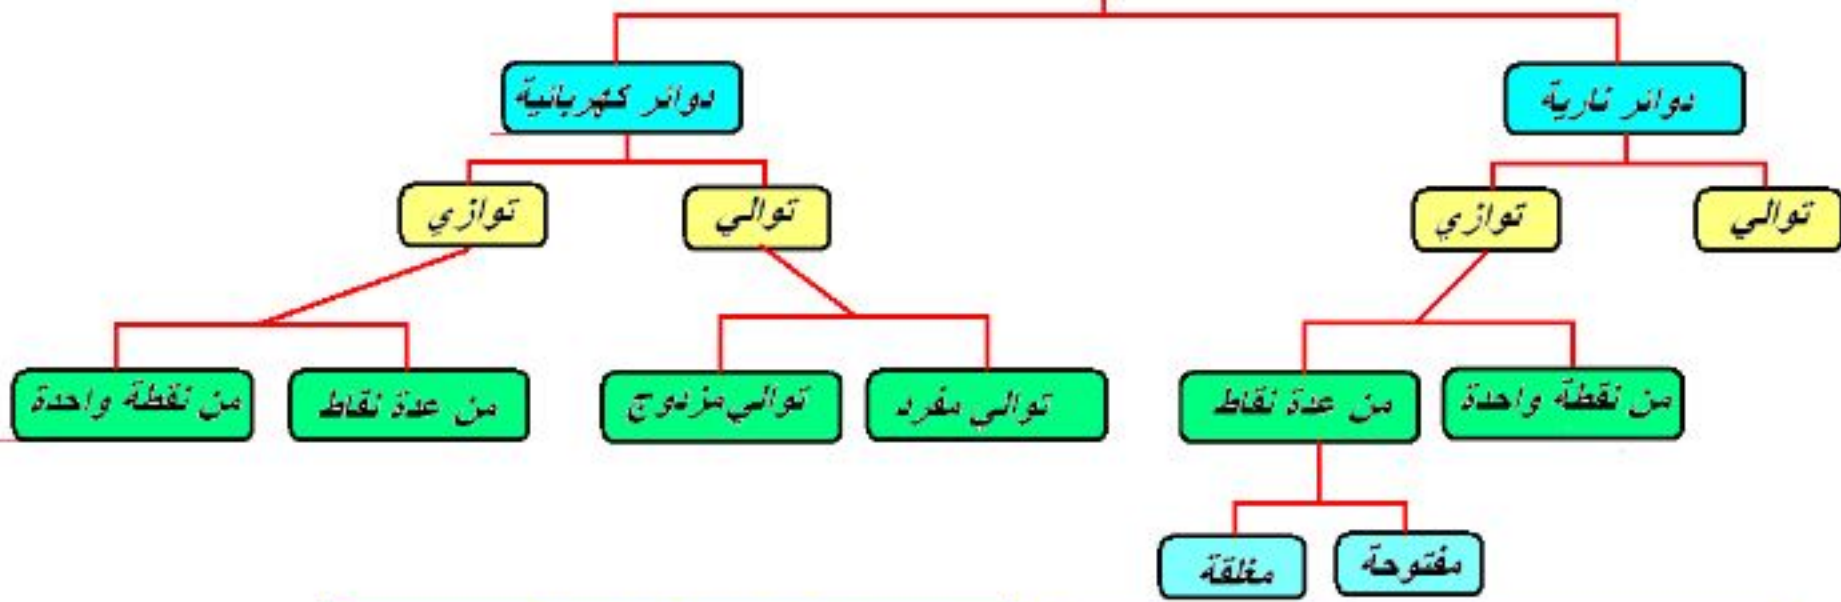 دوائر نارية
دوائر كهربائية
توالي
توازي
توالي
توازي
من نقطة واحدة
من عدة نقاط
توالي مفرد
توالي مزدوج
من عدة نقاط
من نقطة واحدة
مفتوحة
مغلقة